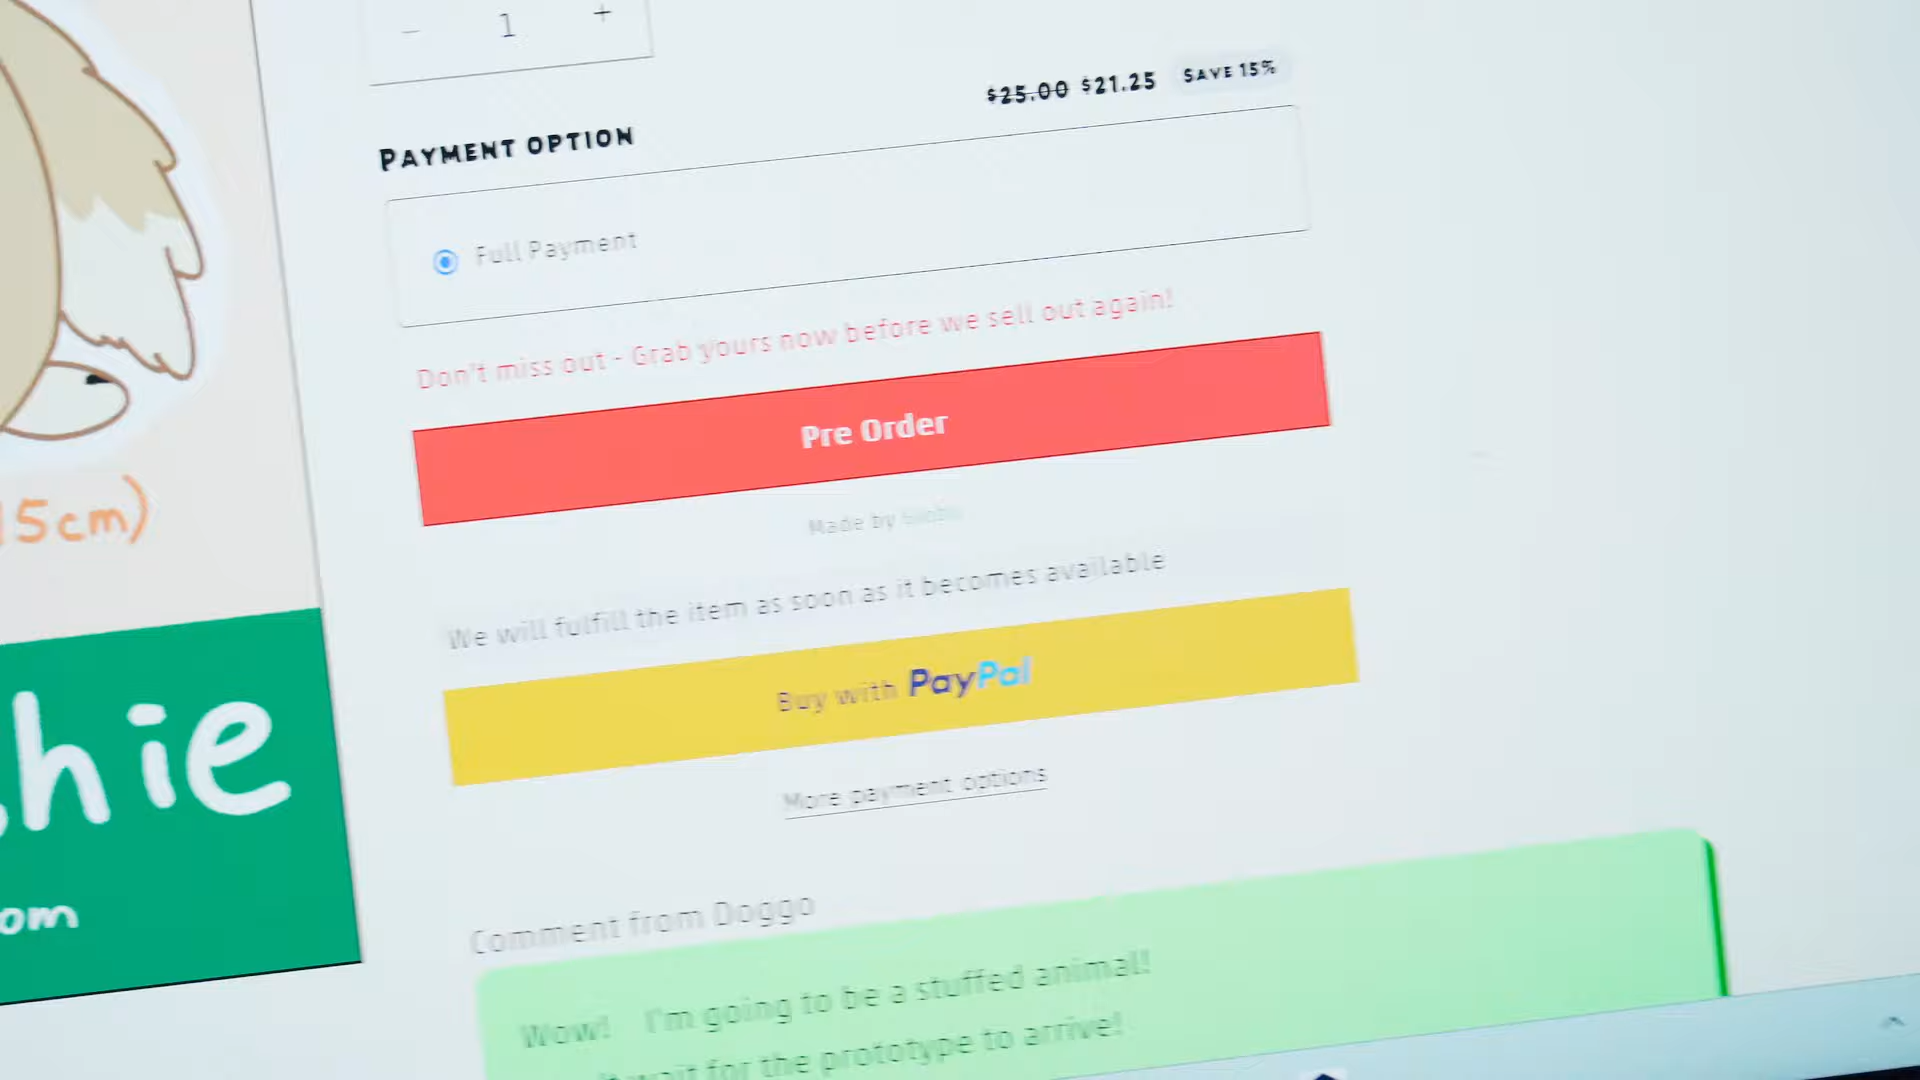 - 1 +
$25.00 $21.25 SAVE 15%
PAYMENT OPTION
Full Payment
Don't miss out - Grab yours now before we sell out again!
Pre Order
Made by
We will fulfill the item as soon as it becomes available
Buy with PayPal
More payment options
Comment from Doggo
Wow! I'm going to be a stuffed animal!
wait for the prototype to arrive!
15cm)
hie
om